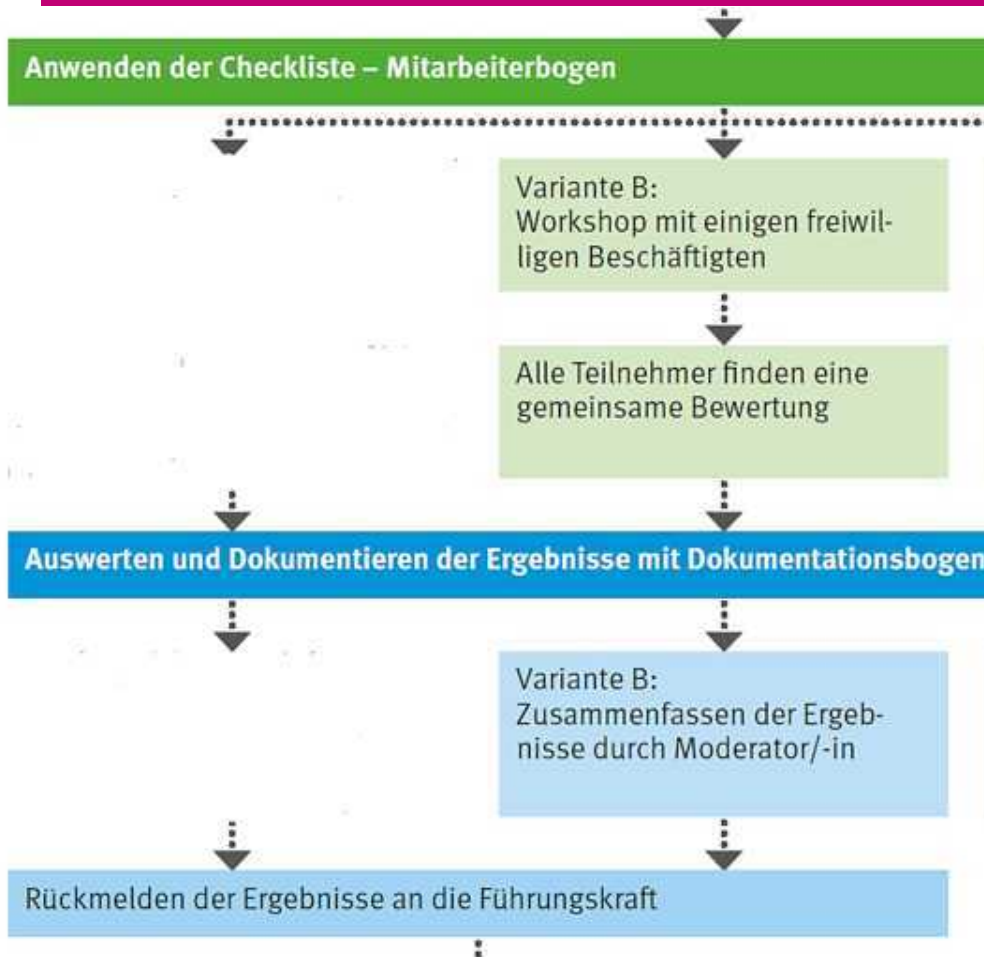 Anwenden der Checkliste – Mitarbeiterbogen
Variante B:
Workshop mit einigen freiwil-
ligen Beschäftigten
Alle Teilnehmer finden eine
gemeinsame Bewertung
Auswerten und Dokumentieren der Ergebnisse mit Dokumentationsbogen
Variante B:
Zusammenfassen der Ergeb-
nisse durch Moderator/-in
Rückmelden der Ergebnisse an die Führungskraft